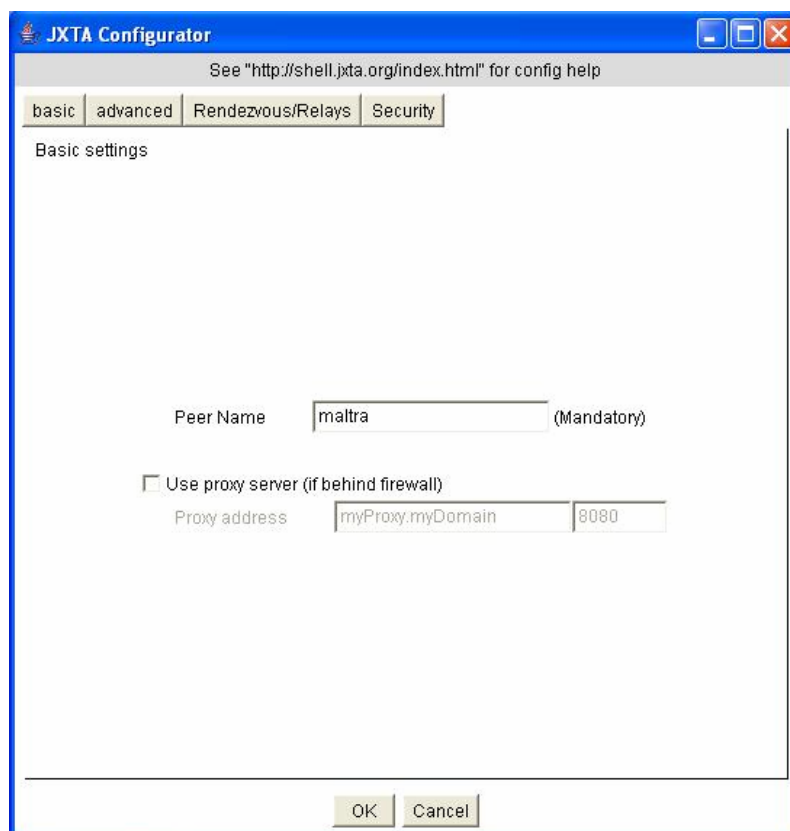 JXTA Configurator
See "http://shell.jxta.org/index.html" for config help
basic advanced Rendezvous/Relays Security
Basic settings
Peer Name maltra (Mandatory)
Use proxy server (if behind firewall)
Proxy address myProxy.myDomain 8080
OK Cancel